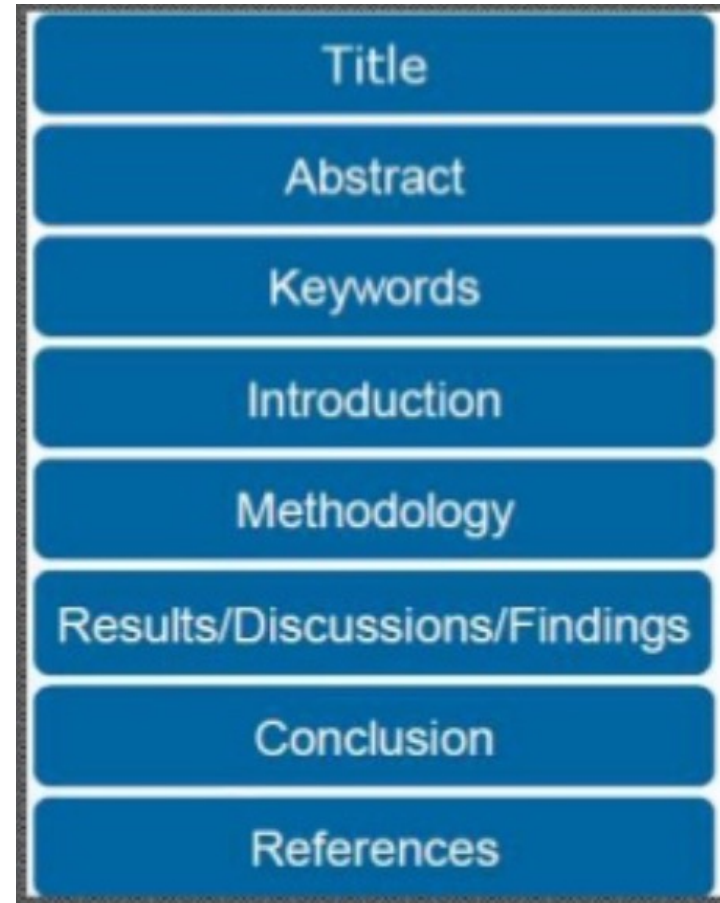 Title
Abstract
Keywords
Introduction
Methodology
Results/Discussions/Findings
Conclusion
References